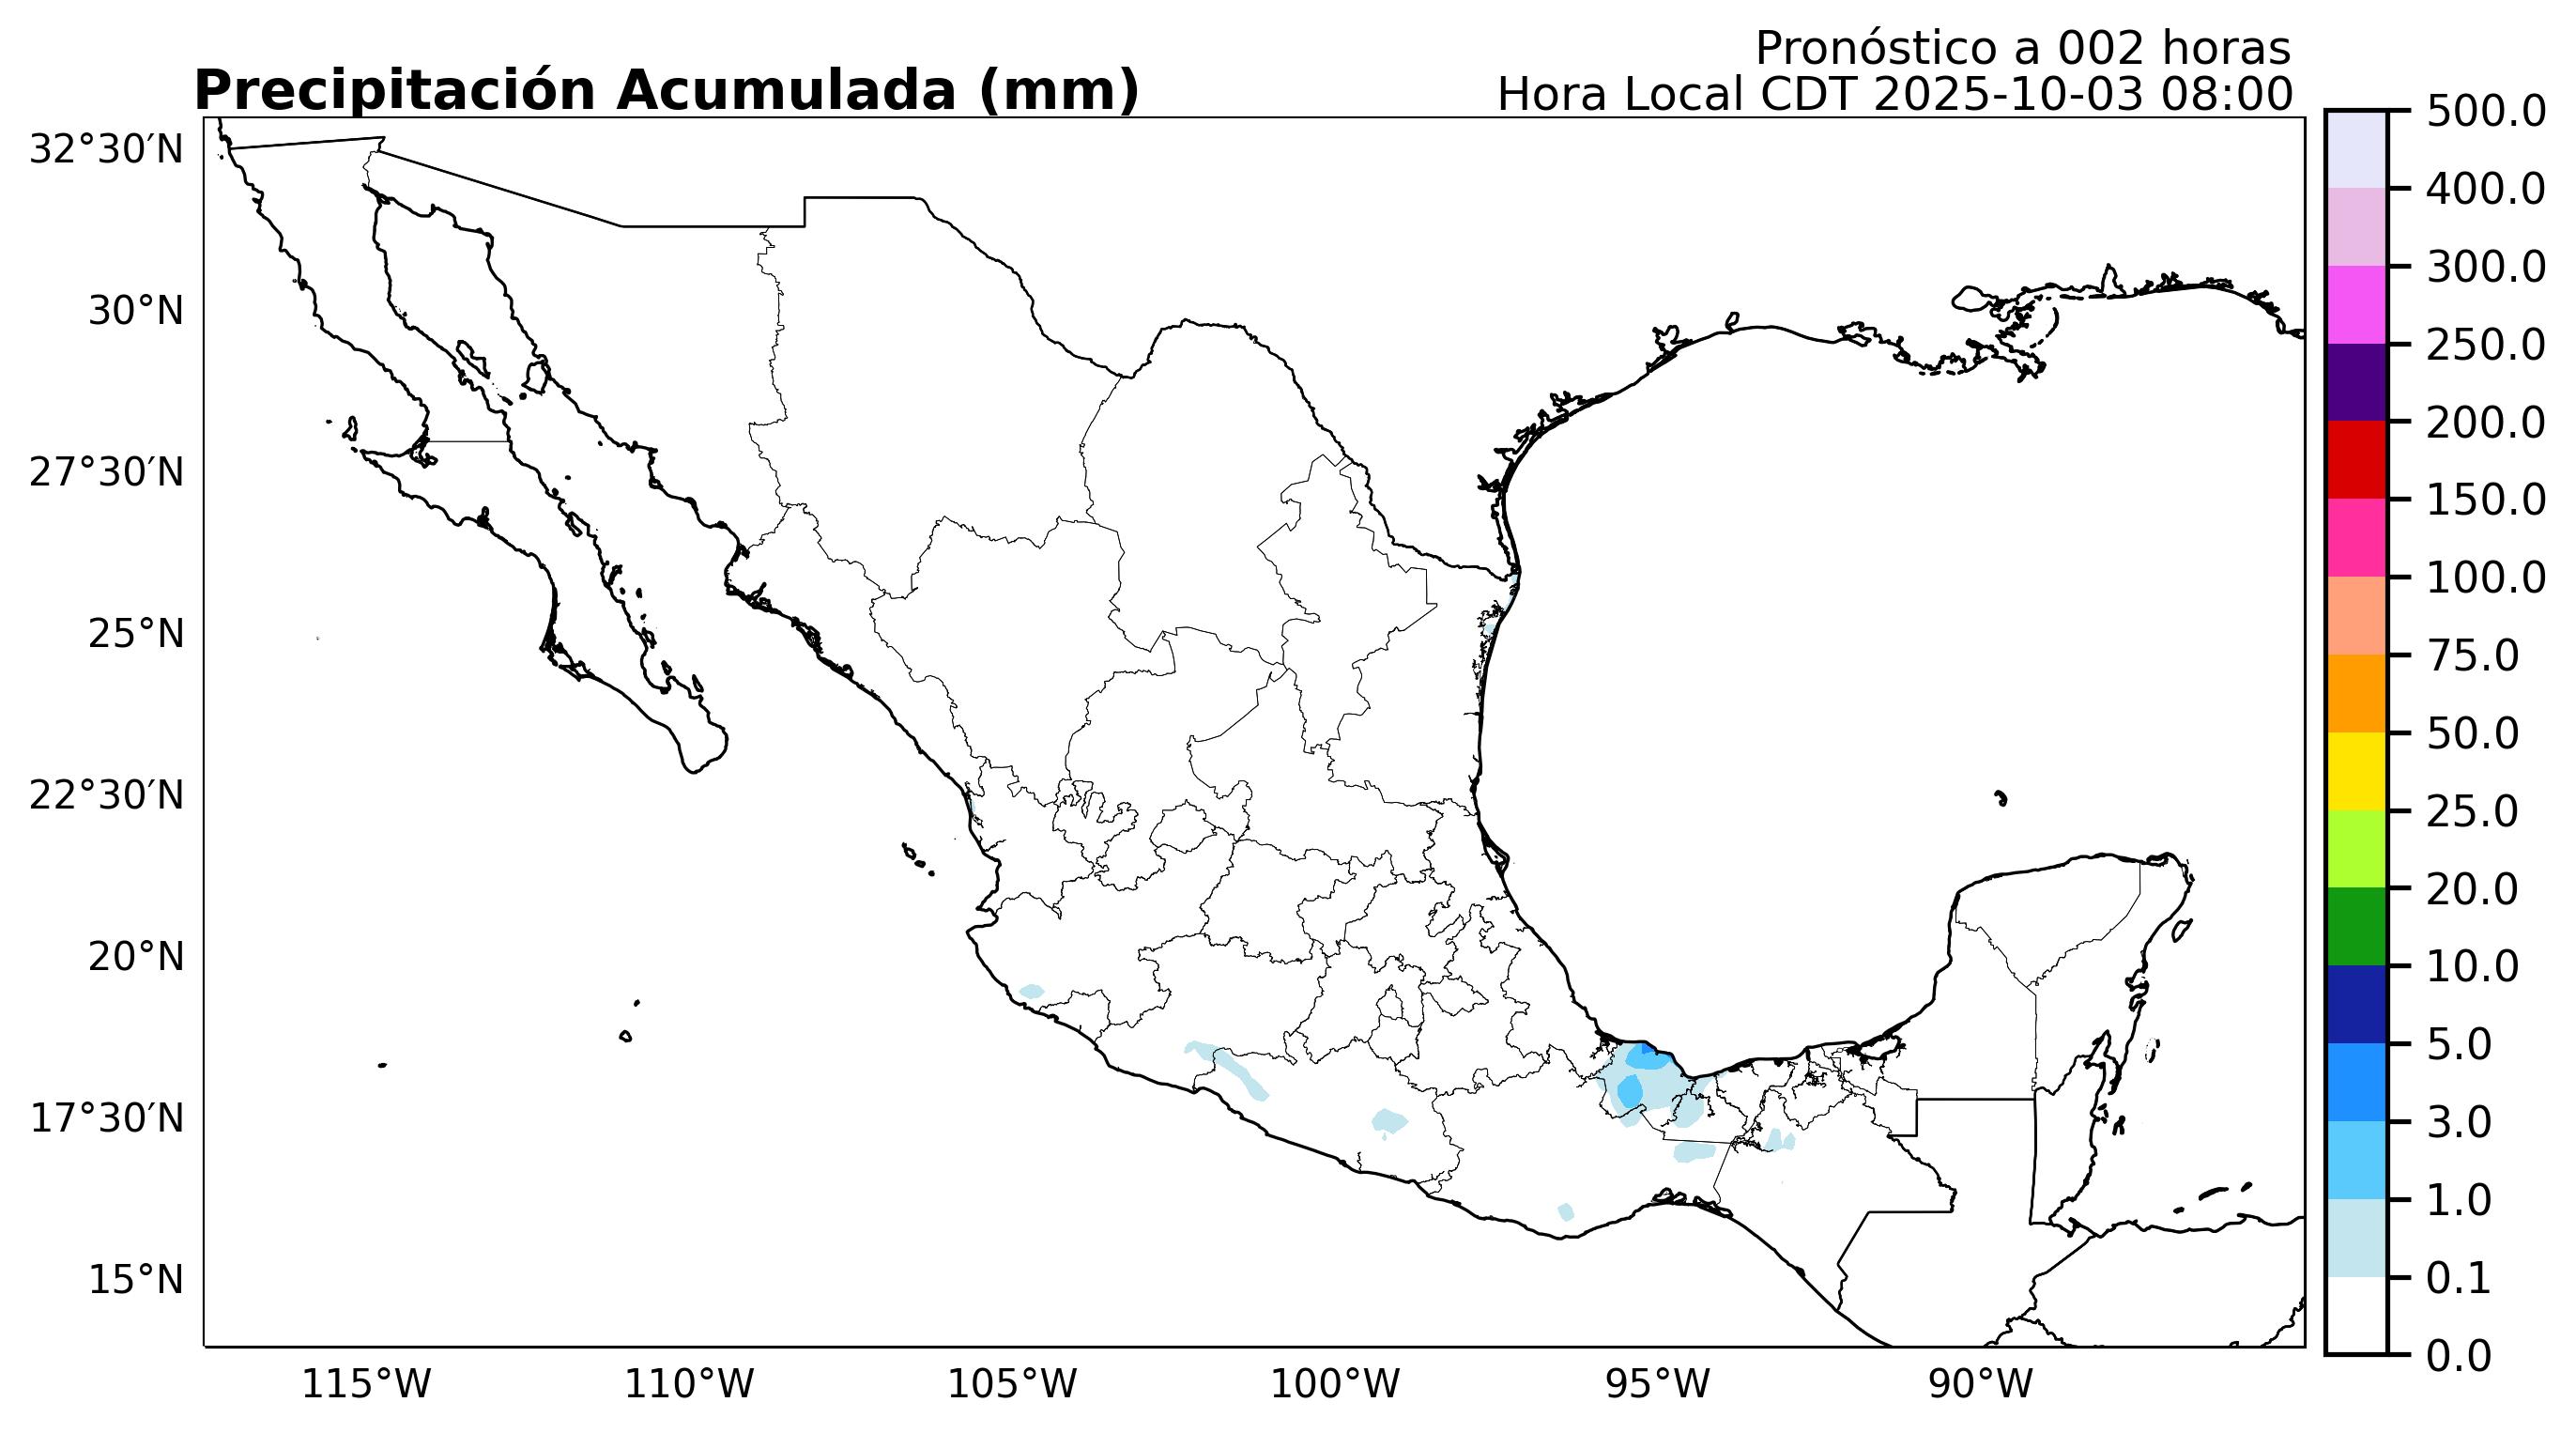 Pronóstico a 002 horas
Precipitación Acumulada (mm)
Hora Local CDT 2025-10-03 08:00
32°30′N
30°N
27°30′N
25°N
22°30′N
20°N
17°30′N
15°N
115°W
110°W
105°W
100°W
95°W
90°W
500.0
400.0
300.0
250.0
200.0
150.0
100.0
75.0
50.0
25.0
20.0
10.0
5.0
3.0
1.0
0.1
0.0